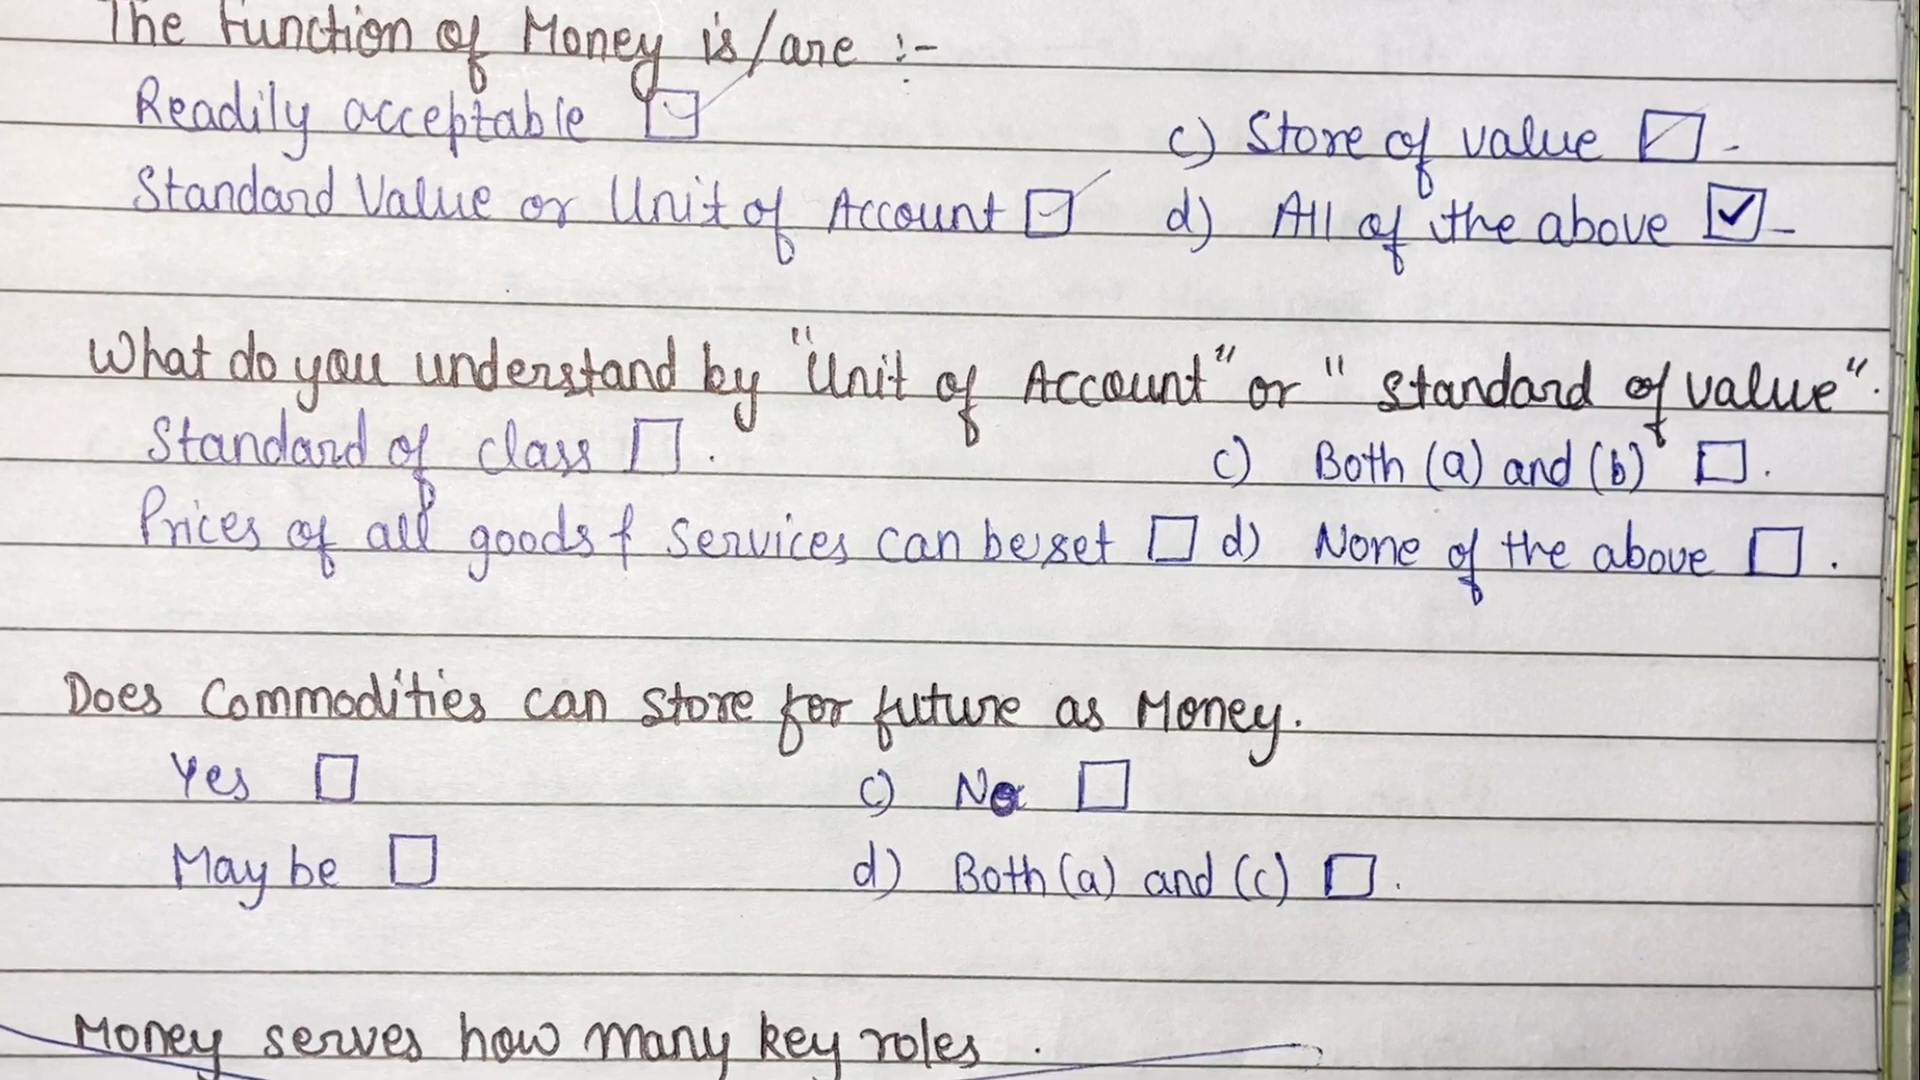 The Function of Money is/are :-
Readily acceptable
c) Store of value
Standard Value or Unit of Account
d) All of the above
What do you understand by "Unit of Account" or "Standard of value".
Standard of class
c) Both (a) and (b)
Prices of all goods & Services can be set
d) None of the above
Does Commodities can store for future as Money.
Yes
c) No
May be
d) Both (a) and (c)
Money serves how many key roles.